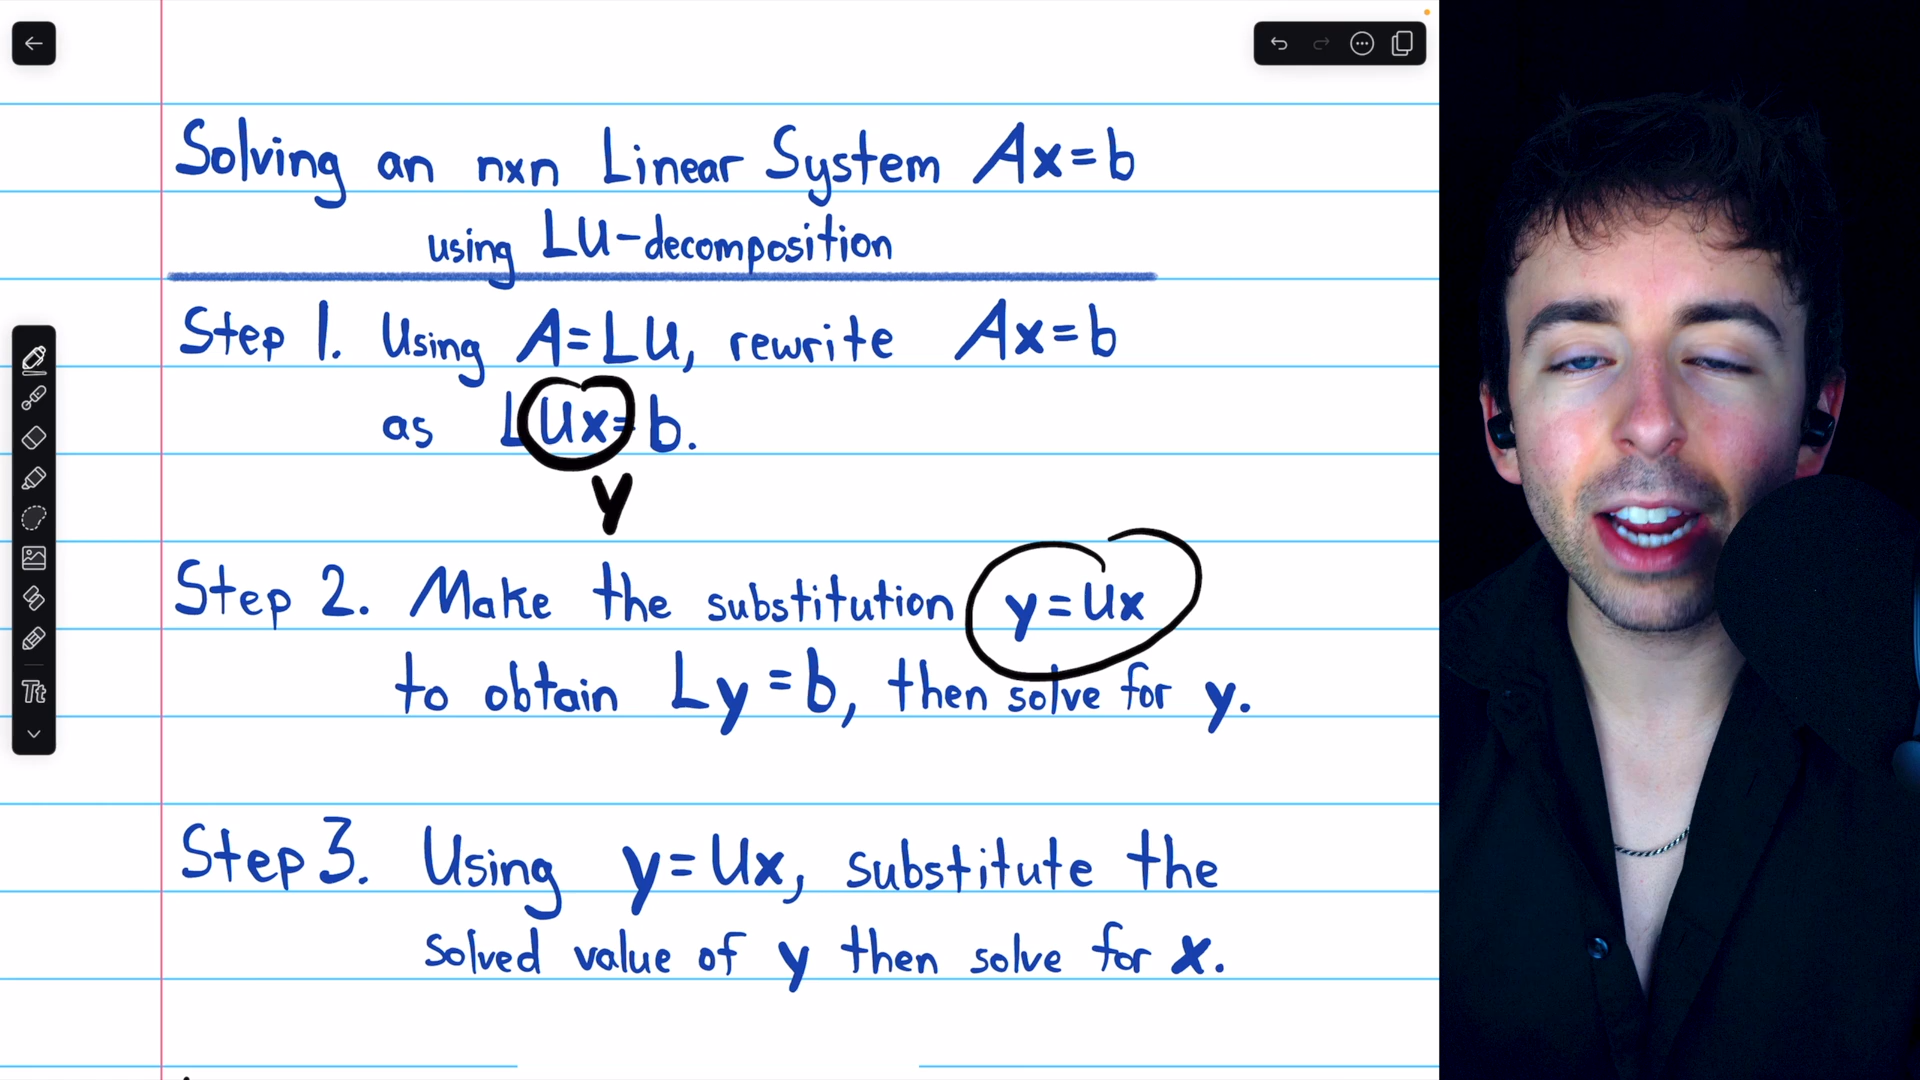 Solving an nxn Linear System Ax=b
using LU-decomposition
Step 1. Using A=LU, rewrite Ax=b
as LUx=b.
y
Step 2. Make the substitution y=Ux
to obtain Ly=b, then solve for y.
Step 3. Using y=Ux, substitute the
solved value of y then solve for x.
Tt